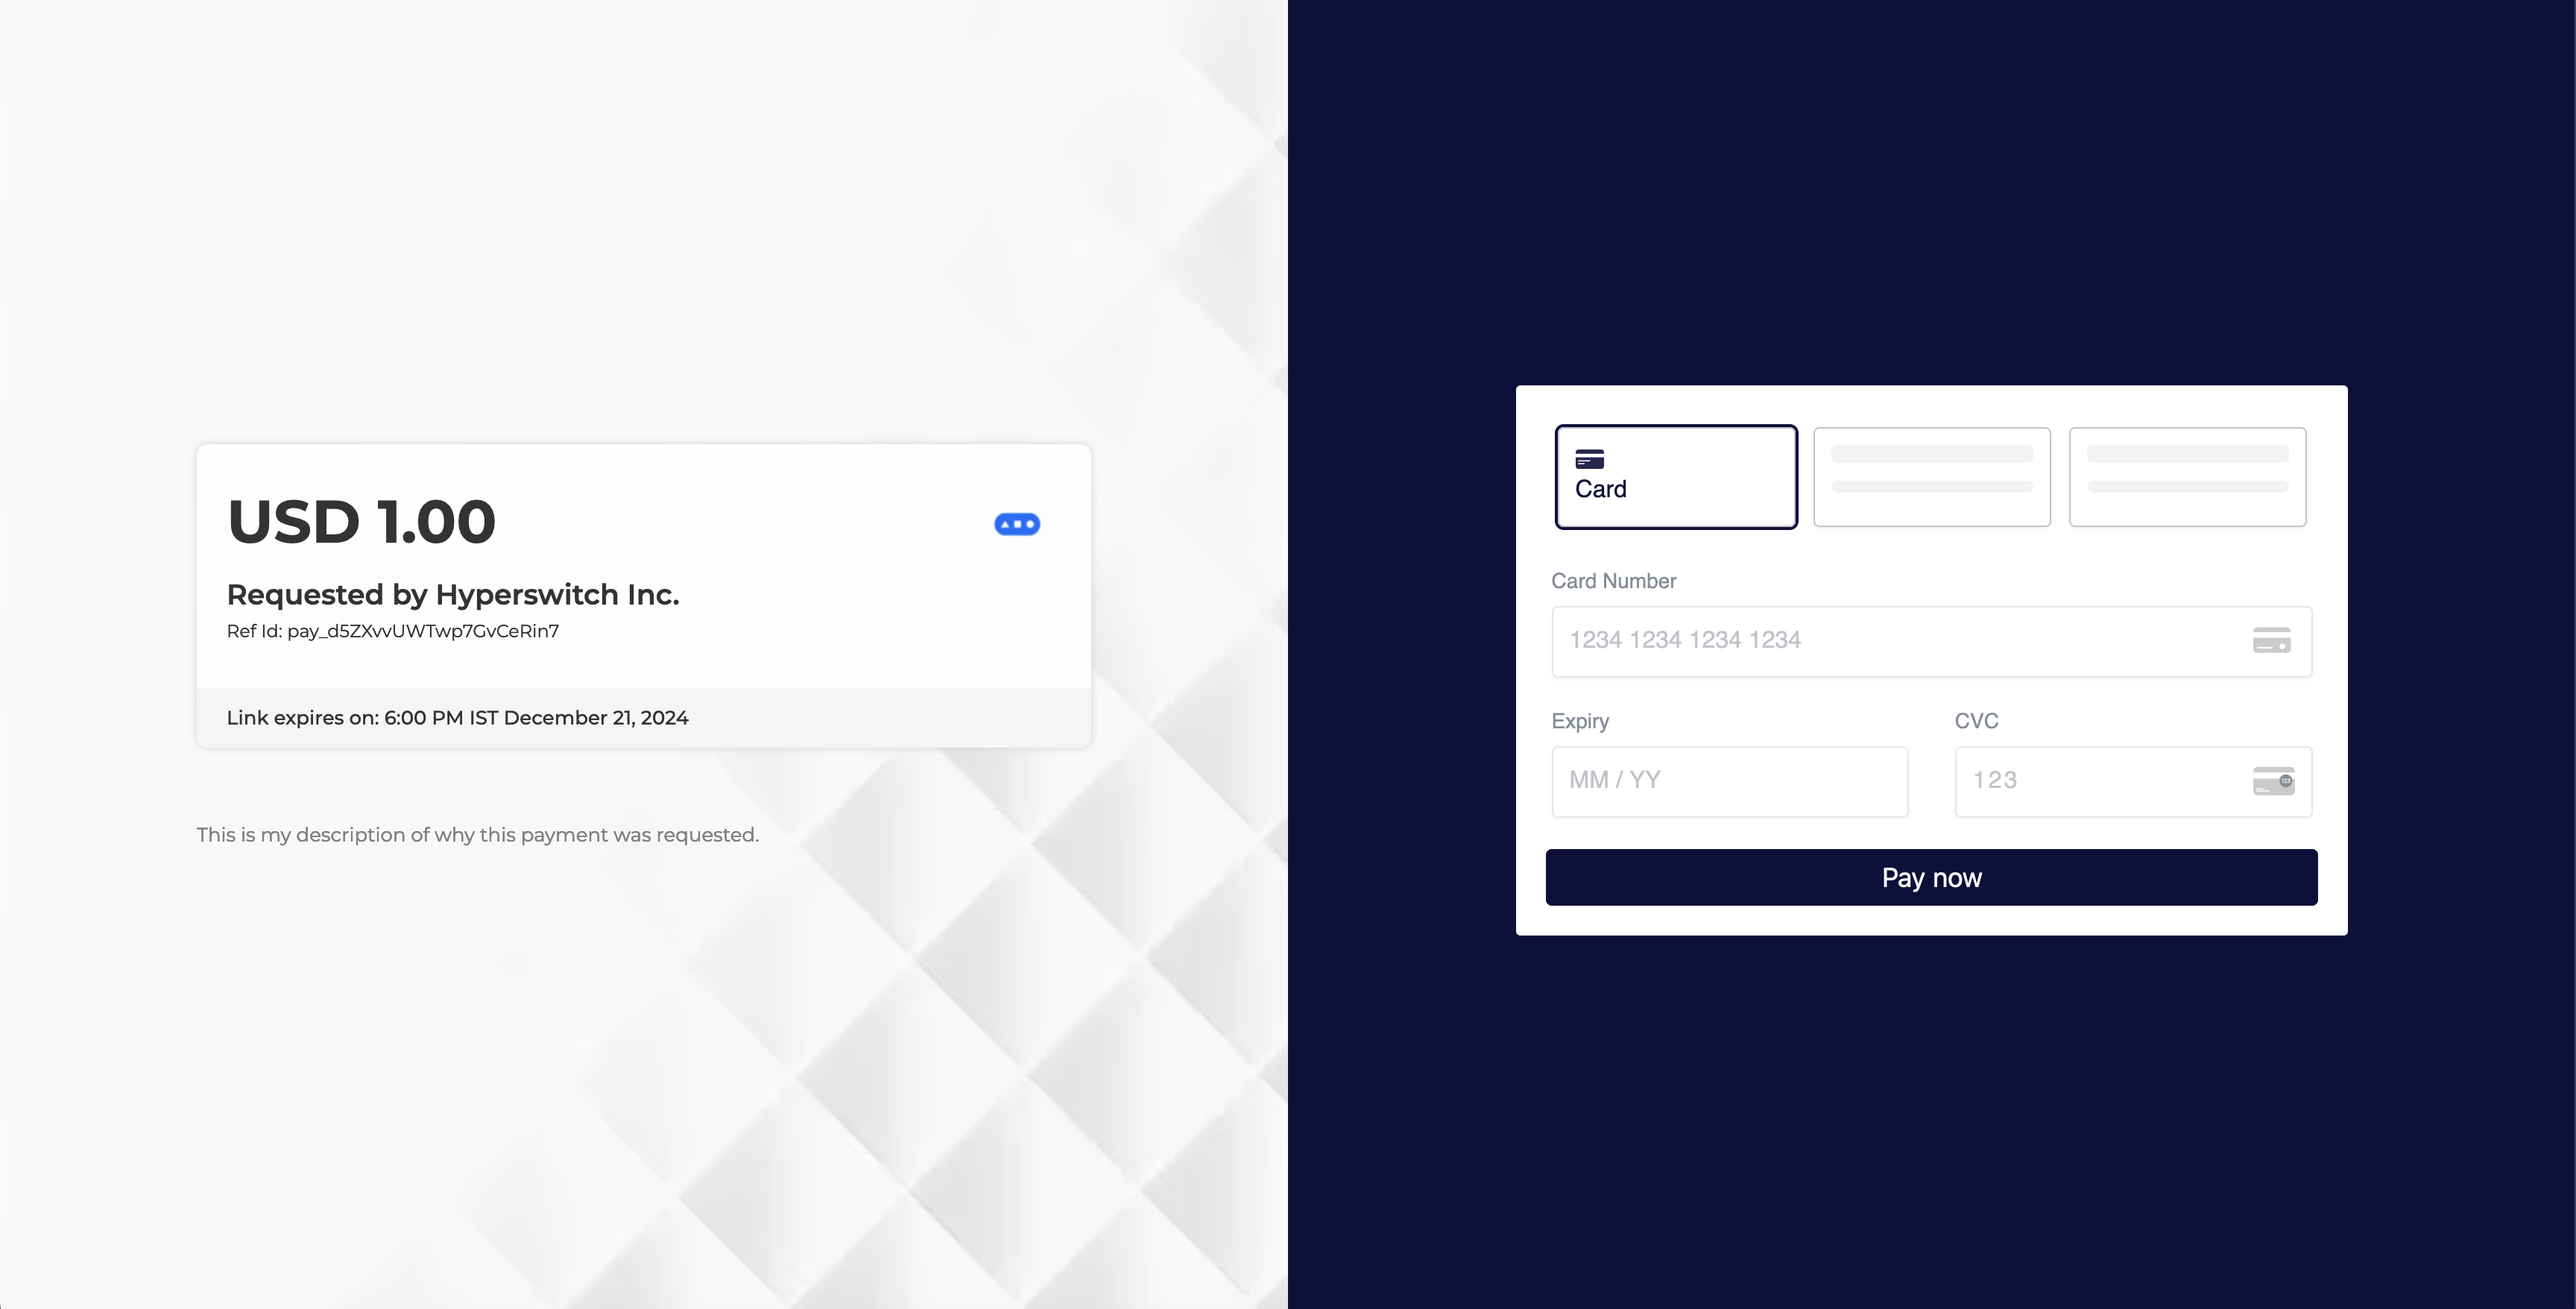 USD 1.00
Requested by Hyperswitch Inc.
Ref Id: pay_d5ZXvvUWTwp7GvCeRin7
Link expires on: 6:00 PM IST December 21, 2024
This is my description of why this payment was requested.
Card
Card Number
1234 1234 1234 1234
Expiry
CVC
MM / YY
123
123
Pay now